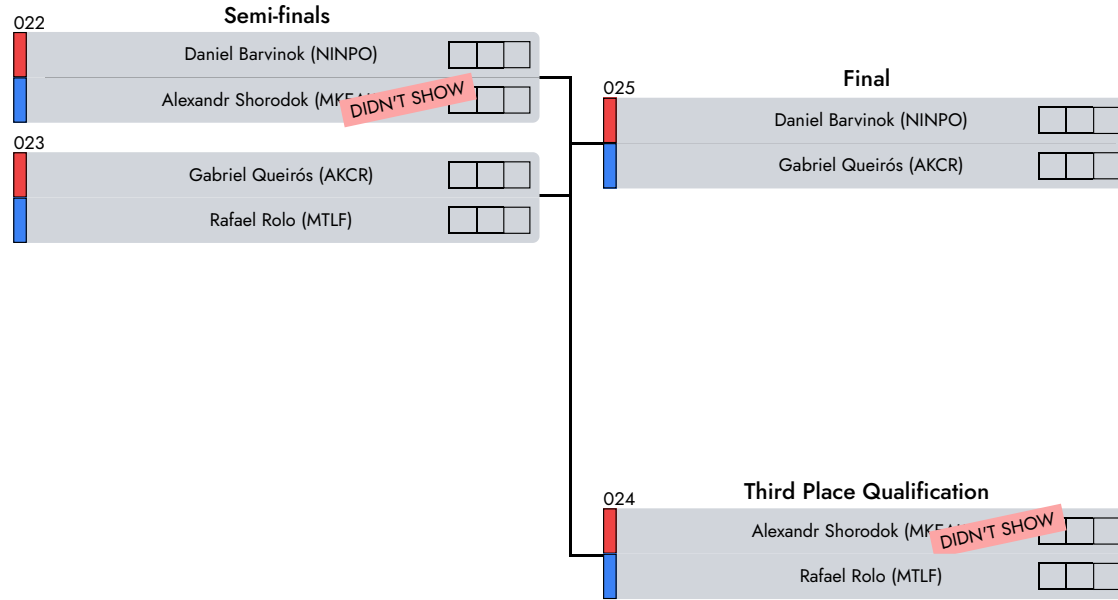 Semi-finals
022
Daniel Barvinok (NINPO)
Alexandr Shorodok
DIDN'T SHOW
023
Gabriel Queirós (AKCR)
Rafael Rolo (MTLF)
Final
025
Daniel Barvinok (NINPO)
Gabriel Queirós (AKCR)
Third Place Qualification
024
Alexandr Shorodok
DIDN'T SHOW
Rafael Rolo (MTLF)